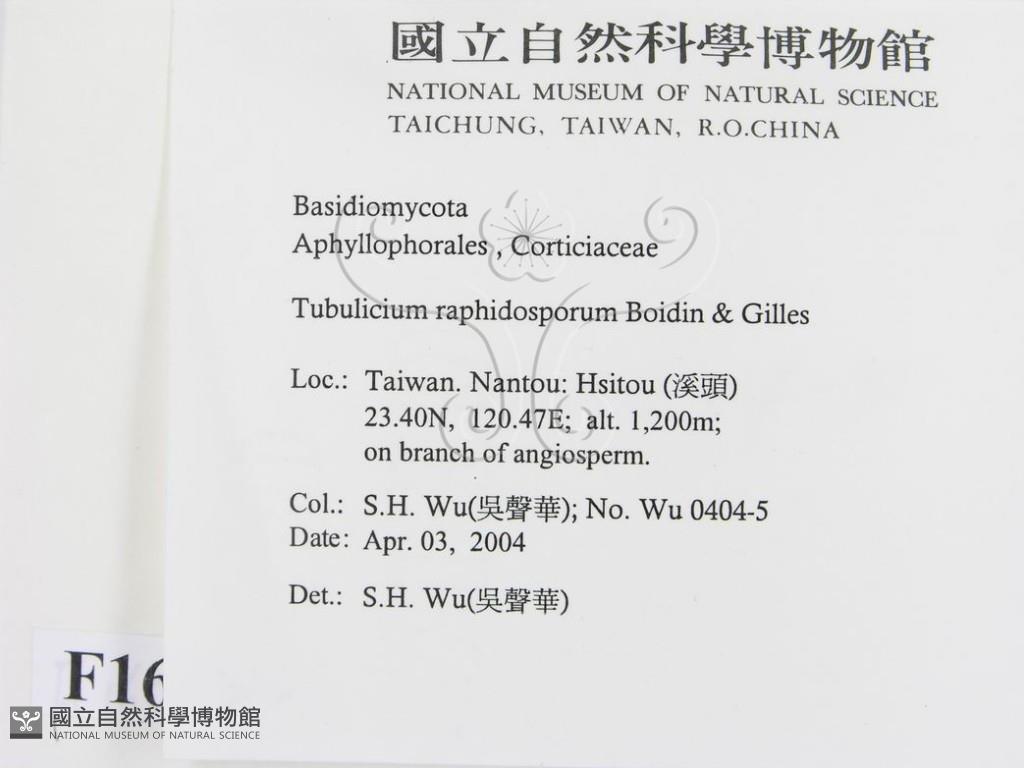 國立自然科學博物館
NATIONAL MUSEUM OF NATURAL SCIENCE
TAICHUNG, TAIWAN, R.O.CHINA
Basidiomycota
Aphyllophorales , Corticiaceae
Tubulicium raphidosporum Boidin & Gilles
Loc.: Taiwan. Nantou: Hsitou (溪頭)
23.40N, 120.47E; alt. 1,200m;
on branch of angiosperm.
Col.: S.H. Wu(吳聲華); No. Wu 0404-5
Date: Apr. 03, 2004
Det.: S.H. Wu(吳聲華)
F16
國立自然科學博物館
NATIONAL MUSEUM OF NATURAL SCIENCE